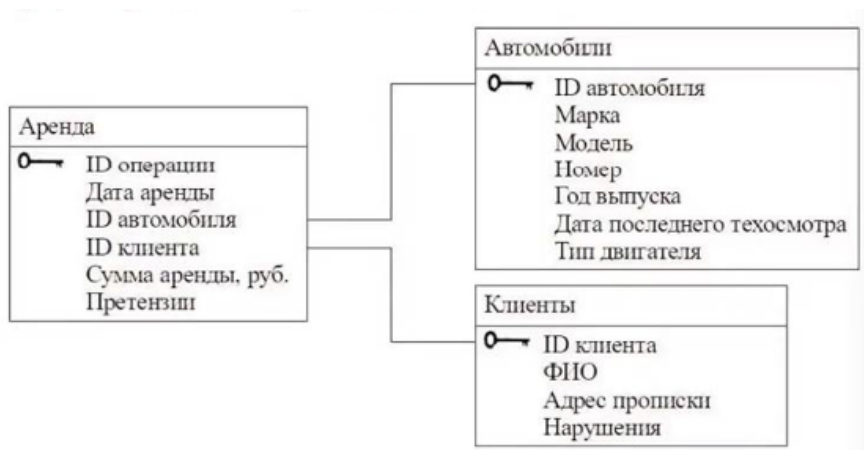 Аренда
ID операции
Дата аренды
ID автомобиля
ID клиента
Сумма аренды, руб.
Претензии
Автомобили
ID автомобиля
Марка
Модель
Номер
Год выпуска
Дата последнего техосмотра
Тип двигателя
Клиенты
ID клиента
ФИО
Адрес прописки
Нарушения